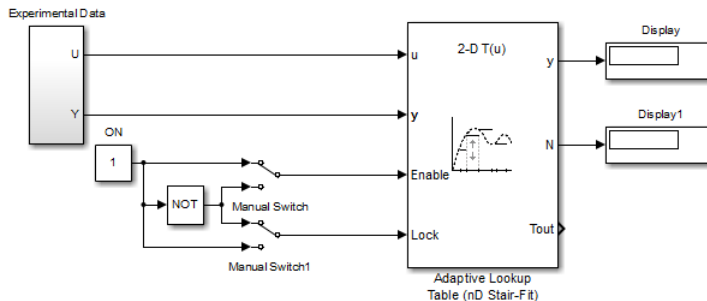 Experimental Data
U
Y
ON
1
NOT
Manual Switch
Manual Switch1
2-D T(u)
u
y
Enable
Lock
y
N
Tout
Adaptive Lookup
Table (nD Stair-Fit)
Display
Display1